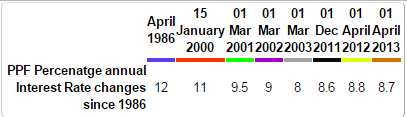 April 1986 15 January 2000 01 Mar 2001 01 Mar 2002 01 Mar 2003 01 Dec 2011 01 April 2012 01 April 2013
PPF Percenatge annual
Interest Rate changes 12 11 9.5 9 8 8.6 8.8 8.7
since 1986